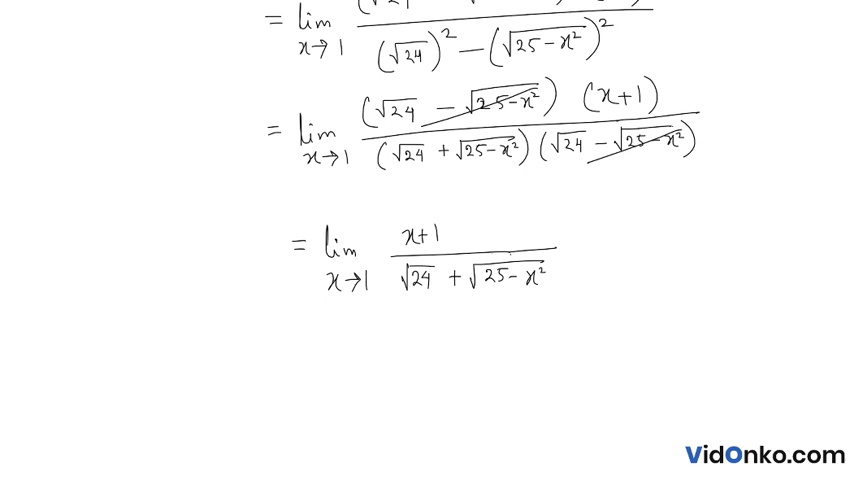 = lim x→1 / (√24)² − (√25−x²)²
= lim x→1 (√24 − √25−x²) (x+1) / (√24 + √25−x²) (√24 − √25−x²)
= lim x→1 x+1 / √24 + √25−x²
VidOnko.com